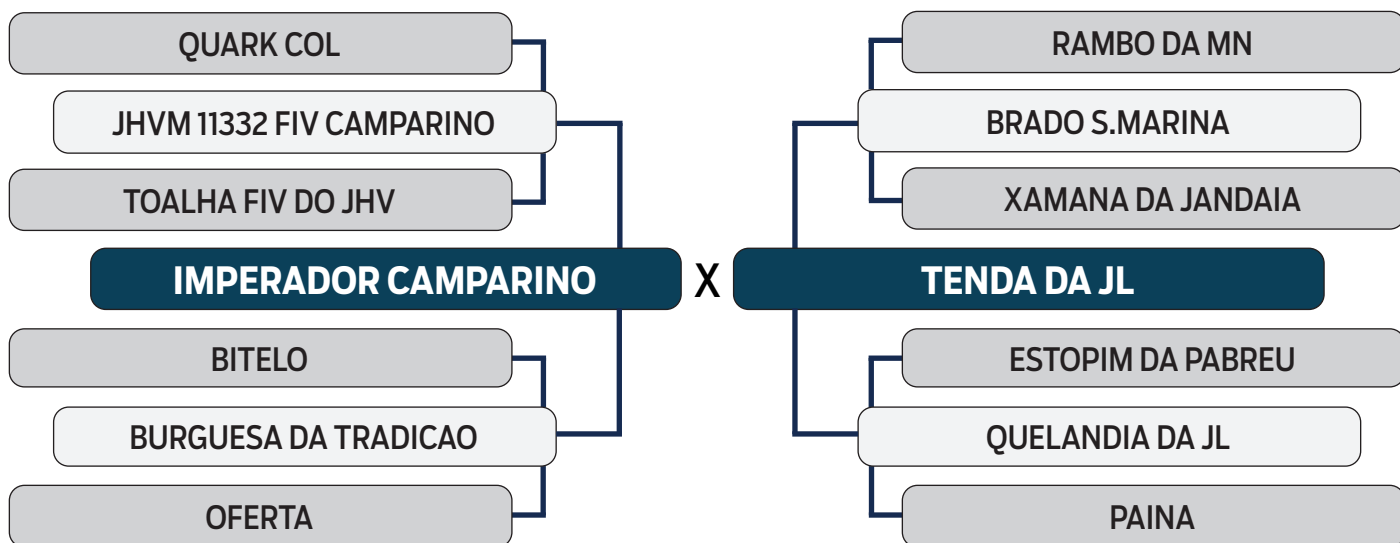 QUARK COL
RAMBO DA MN
JHVM 11332 FIV CAMPARINO
BRADO S.MARINA
TOALHA FIV DO JHV
XAMANA DA JANDAIA
IMPERADOR CAMPARINO X TENDA DA JL
BITELO
ESTOPIM DA PABREU
BURGUESA DA TRADICAO
QUELANDIA DA JL
OFERTA
PAINA